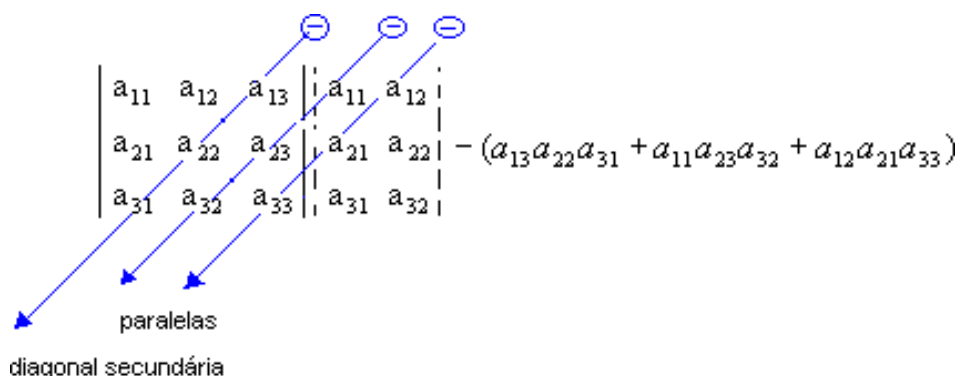 ⊖ ⊖ ⊖
a₁₁ a₁₂ a₁₃ a₁₁ a₁₂
a₂₁ a₂₂ a₂₃ a₂₁ a₂₂ − (a₁₃a₂₂a₃₁ + a₁₁a₂₃a₃₂ + a₁₂a₂₁a₃₃)
a₃₁ a₃₂ a₃₃ a₃₁ a₃₂
paralelas
diagonal secundária